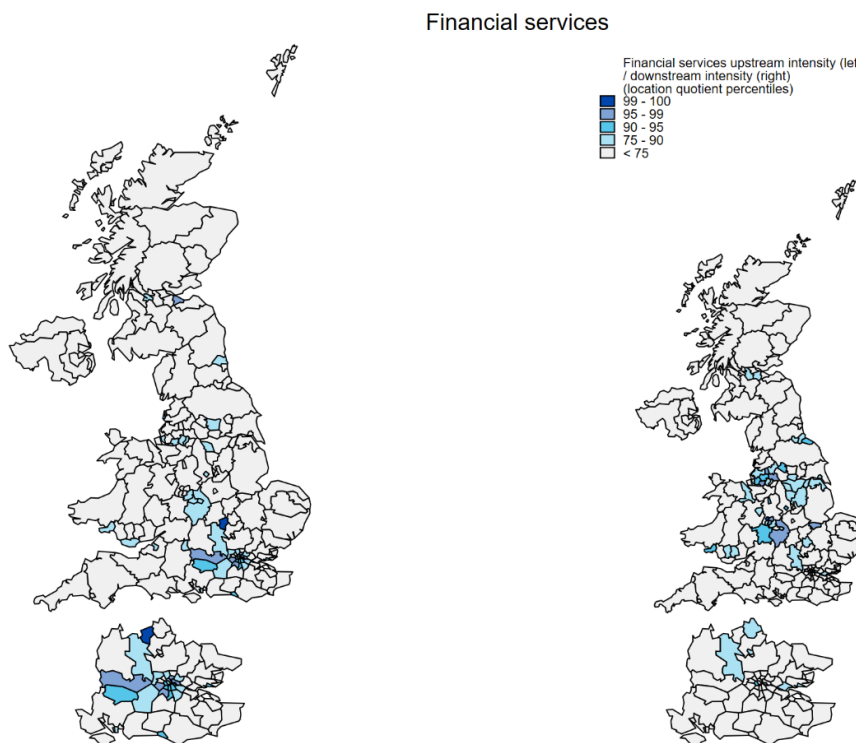 Financial services
Financial services upstream intensity (lef
/ downstream intensity (right)
(location quotient percentiles)
99 - 100
95 - 99
90 - 95
75 - 90
< 75